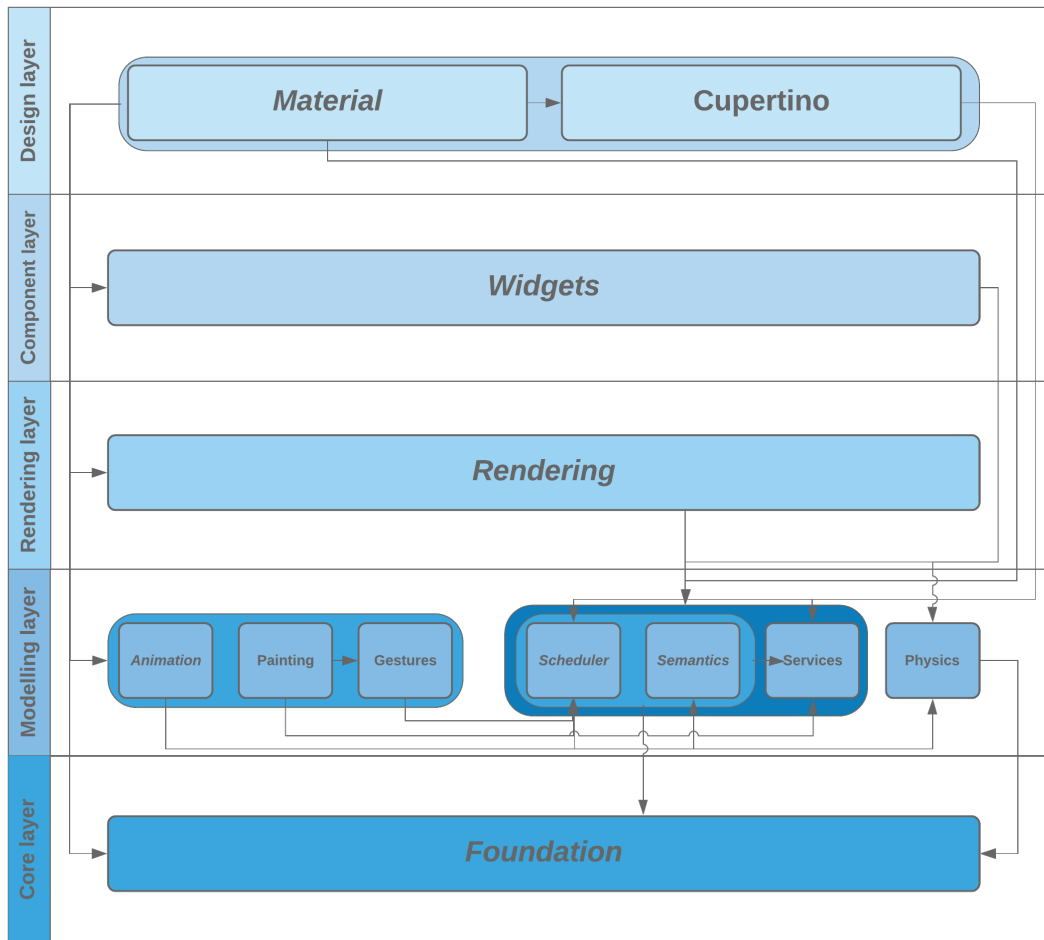 Design layer
Material
Cupertino
Component layer
Widgets
Rendering layer
Rendering
Modelling layer
Animation
Painting
Gestures
Scheduler
Semantics
Services
Physics
Core layer
Foundation